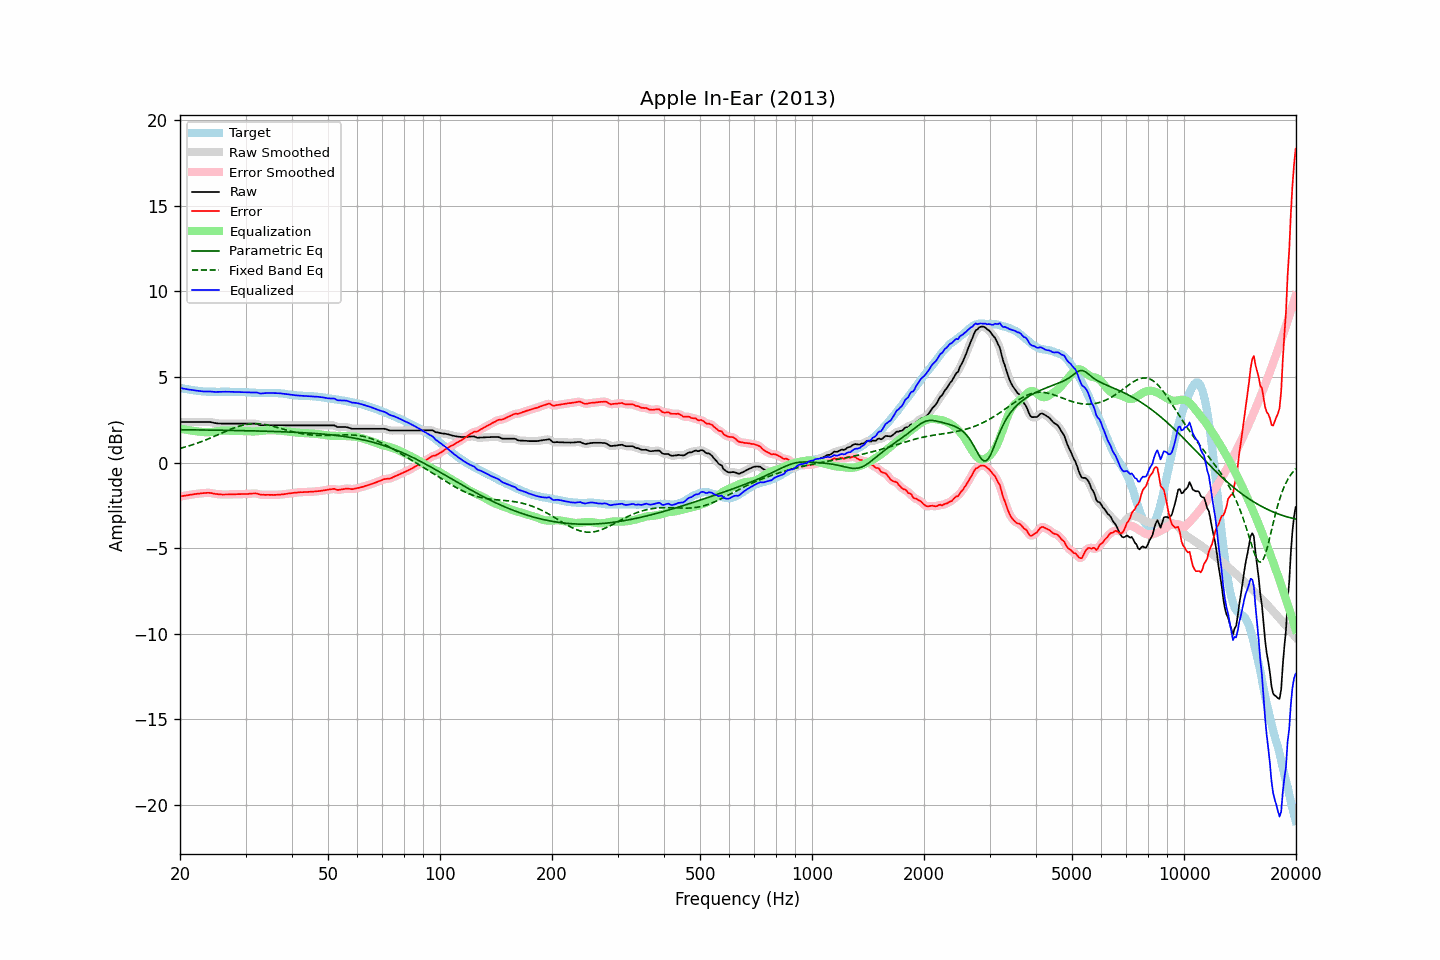 Apple In-Ear (2013)
20
15
10
5
0
−5
−10
−15
−20
Amplitude (dBr)
Target
Raw Smoothed
Error Smoothed
Raw
Error
Equalization
Parametric Eq
Fixed Band Eq
Equalized
20 50 100 200 500 1000 2000 5000 10000 20000
Frequency (Hz)